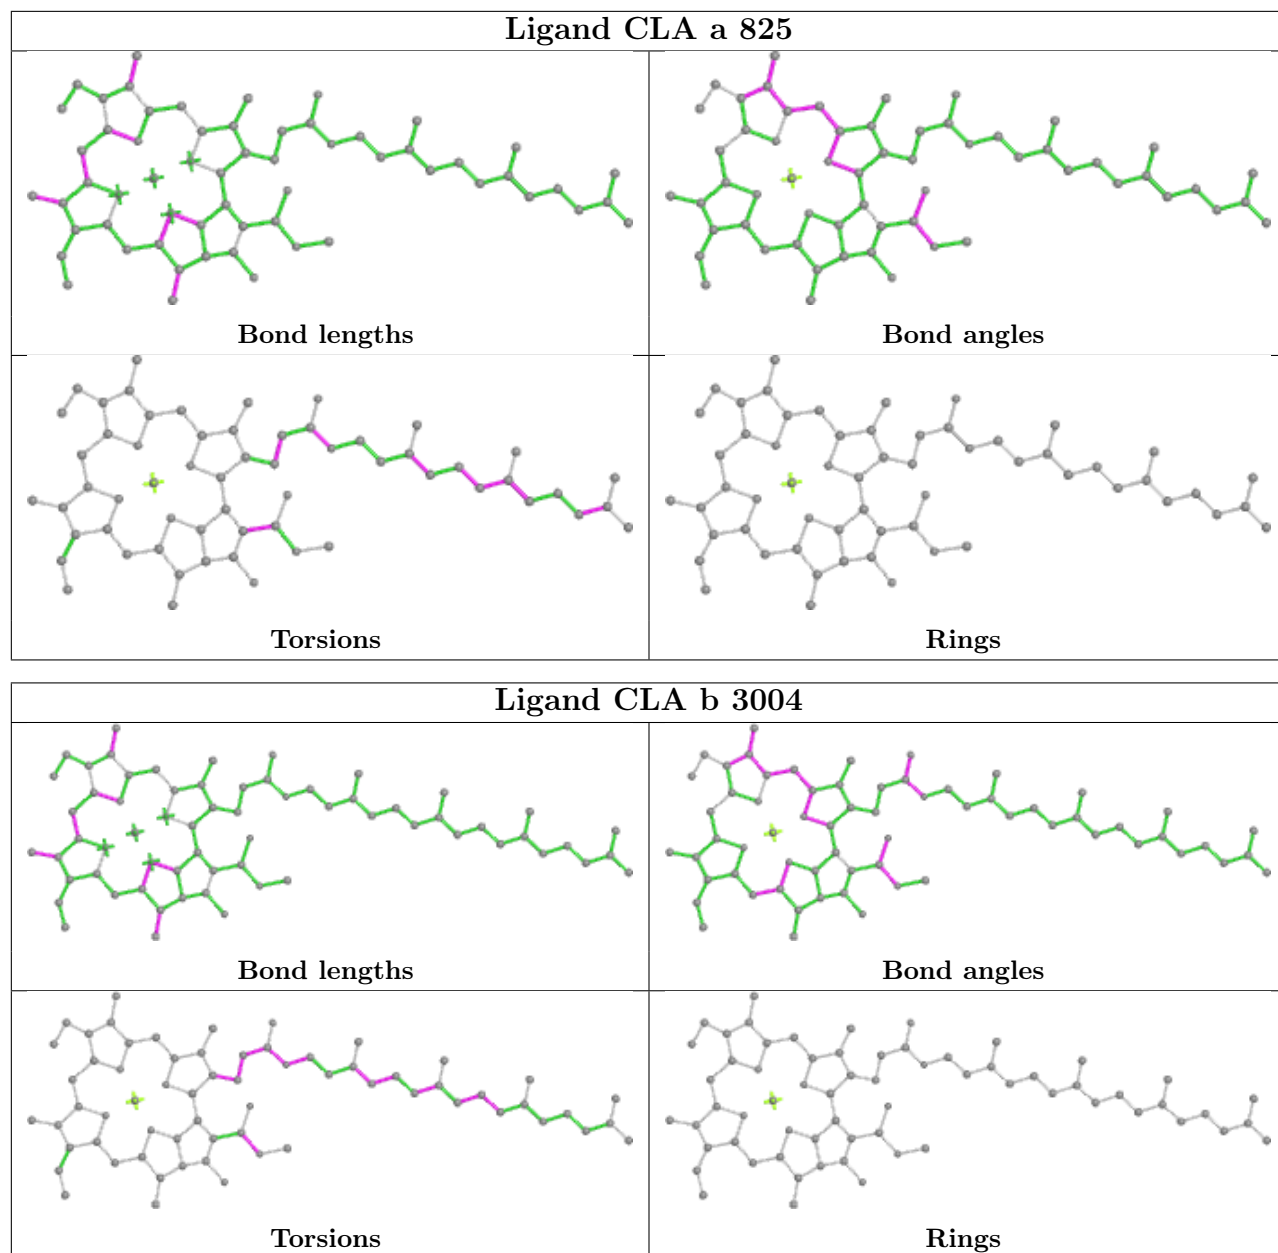 Ligand CLA a 825
Bond lengths
Bond angles
Torsions
Rings
Ligand CLA b 3004
Bond lengths
Bond angles
Torsions
Rings